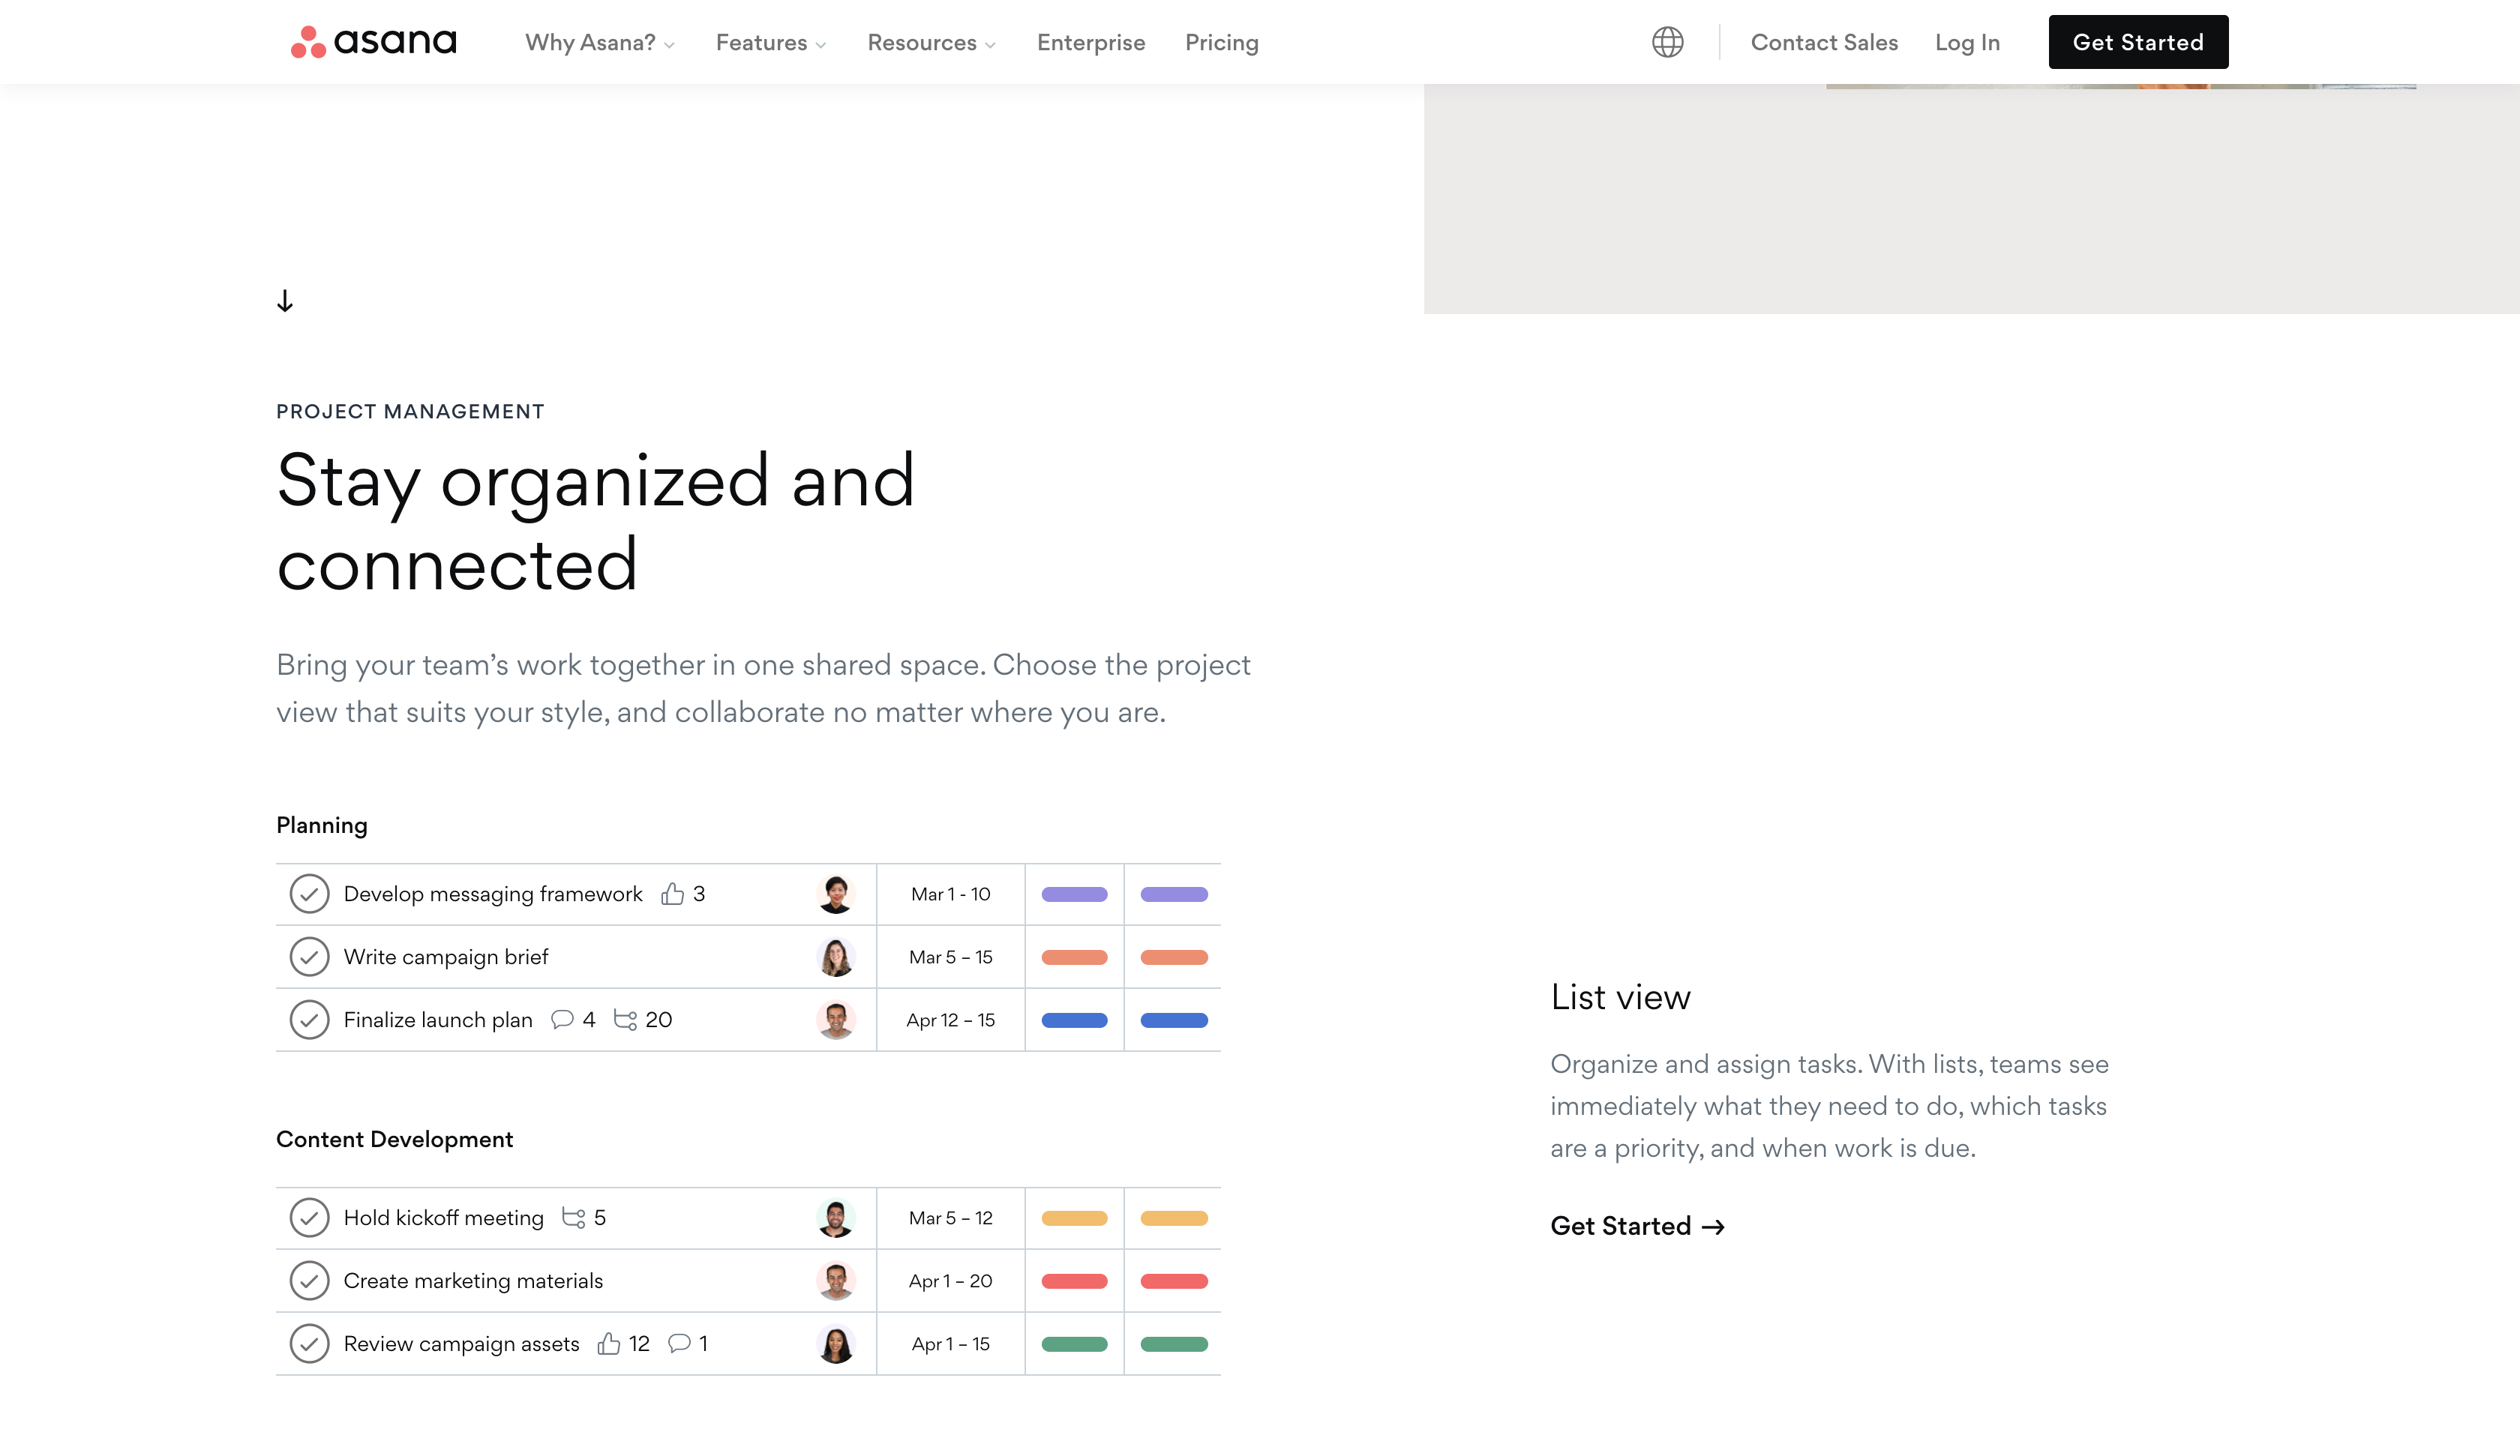 asana
Why Asana?
Features
Resources
Enterprise
Pricing
Contact Sales
Log In
Get Started
PROJECT MANAGEMENT
Stay organized and
connected
Bring your team’s work together in one shared space. Choose the project
view that suits your style, and collaborate no matter where you are.
Planning
Develop messaging framework 3 Mar 1 - 10
Write campaign brief Mar 5 – 15
Finalize launch plan 4 20 Apr 12 – 15
Content Development
Hold kickoff meeting 5 Mar 5 – 12
Create marketing materials Apr 1 – 20
Review campaign assets 12 1 Apr 1 – 15
List view
Organize and assign tasks. With lists, teams see
immediately what they need to do, which tasks
are a priority, and when work is due.
Get Started →